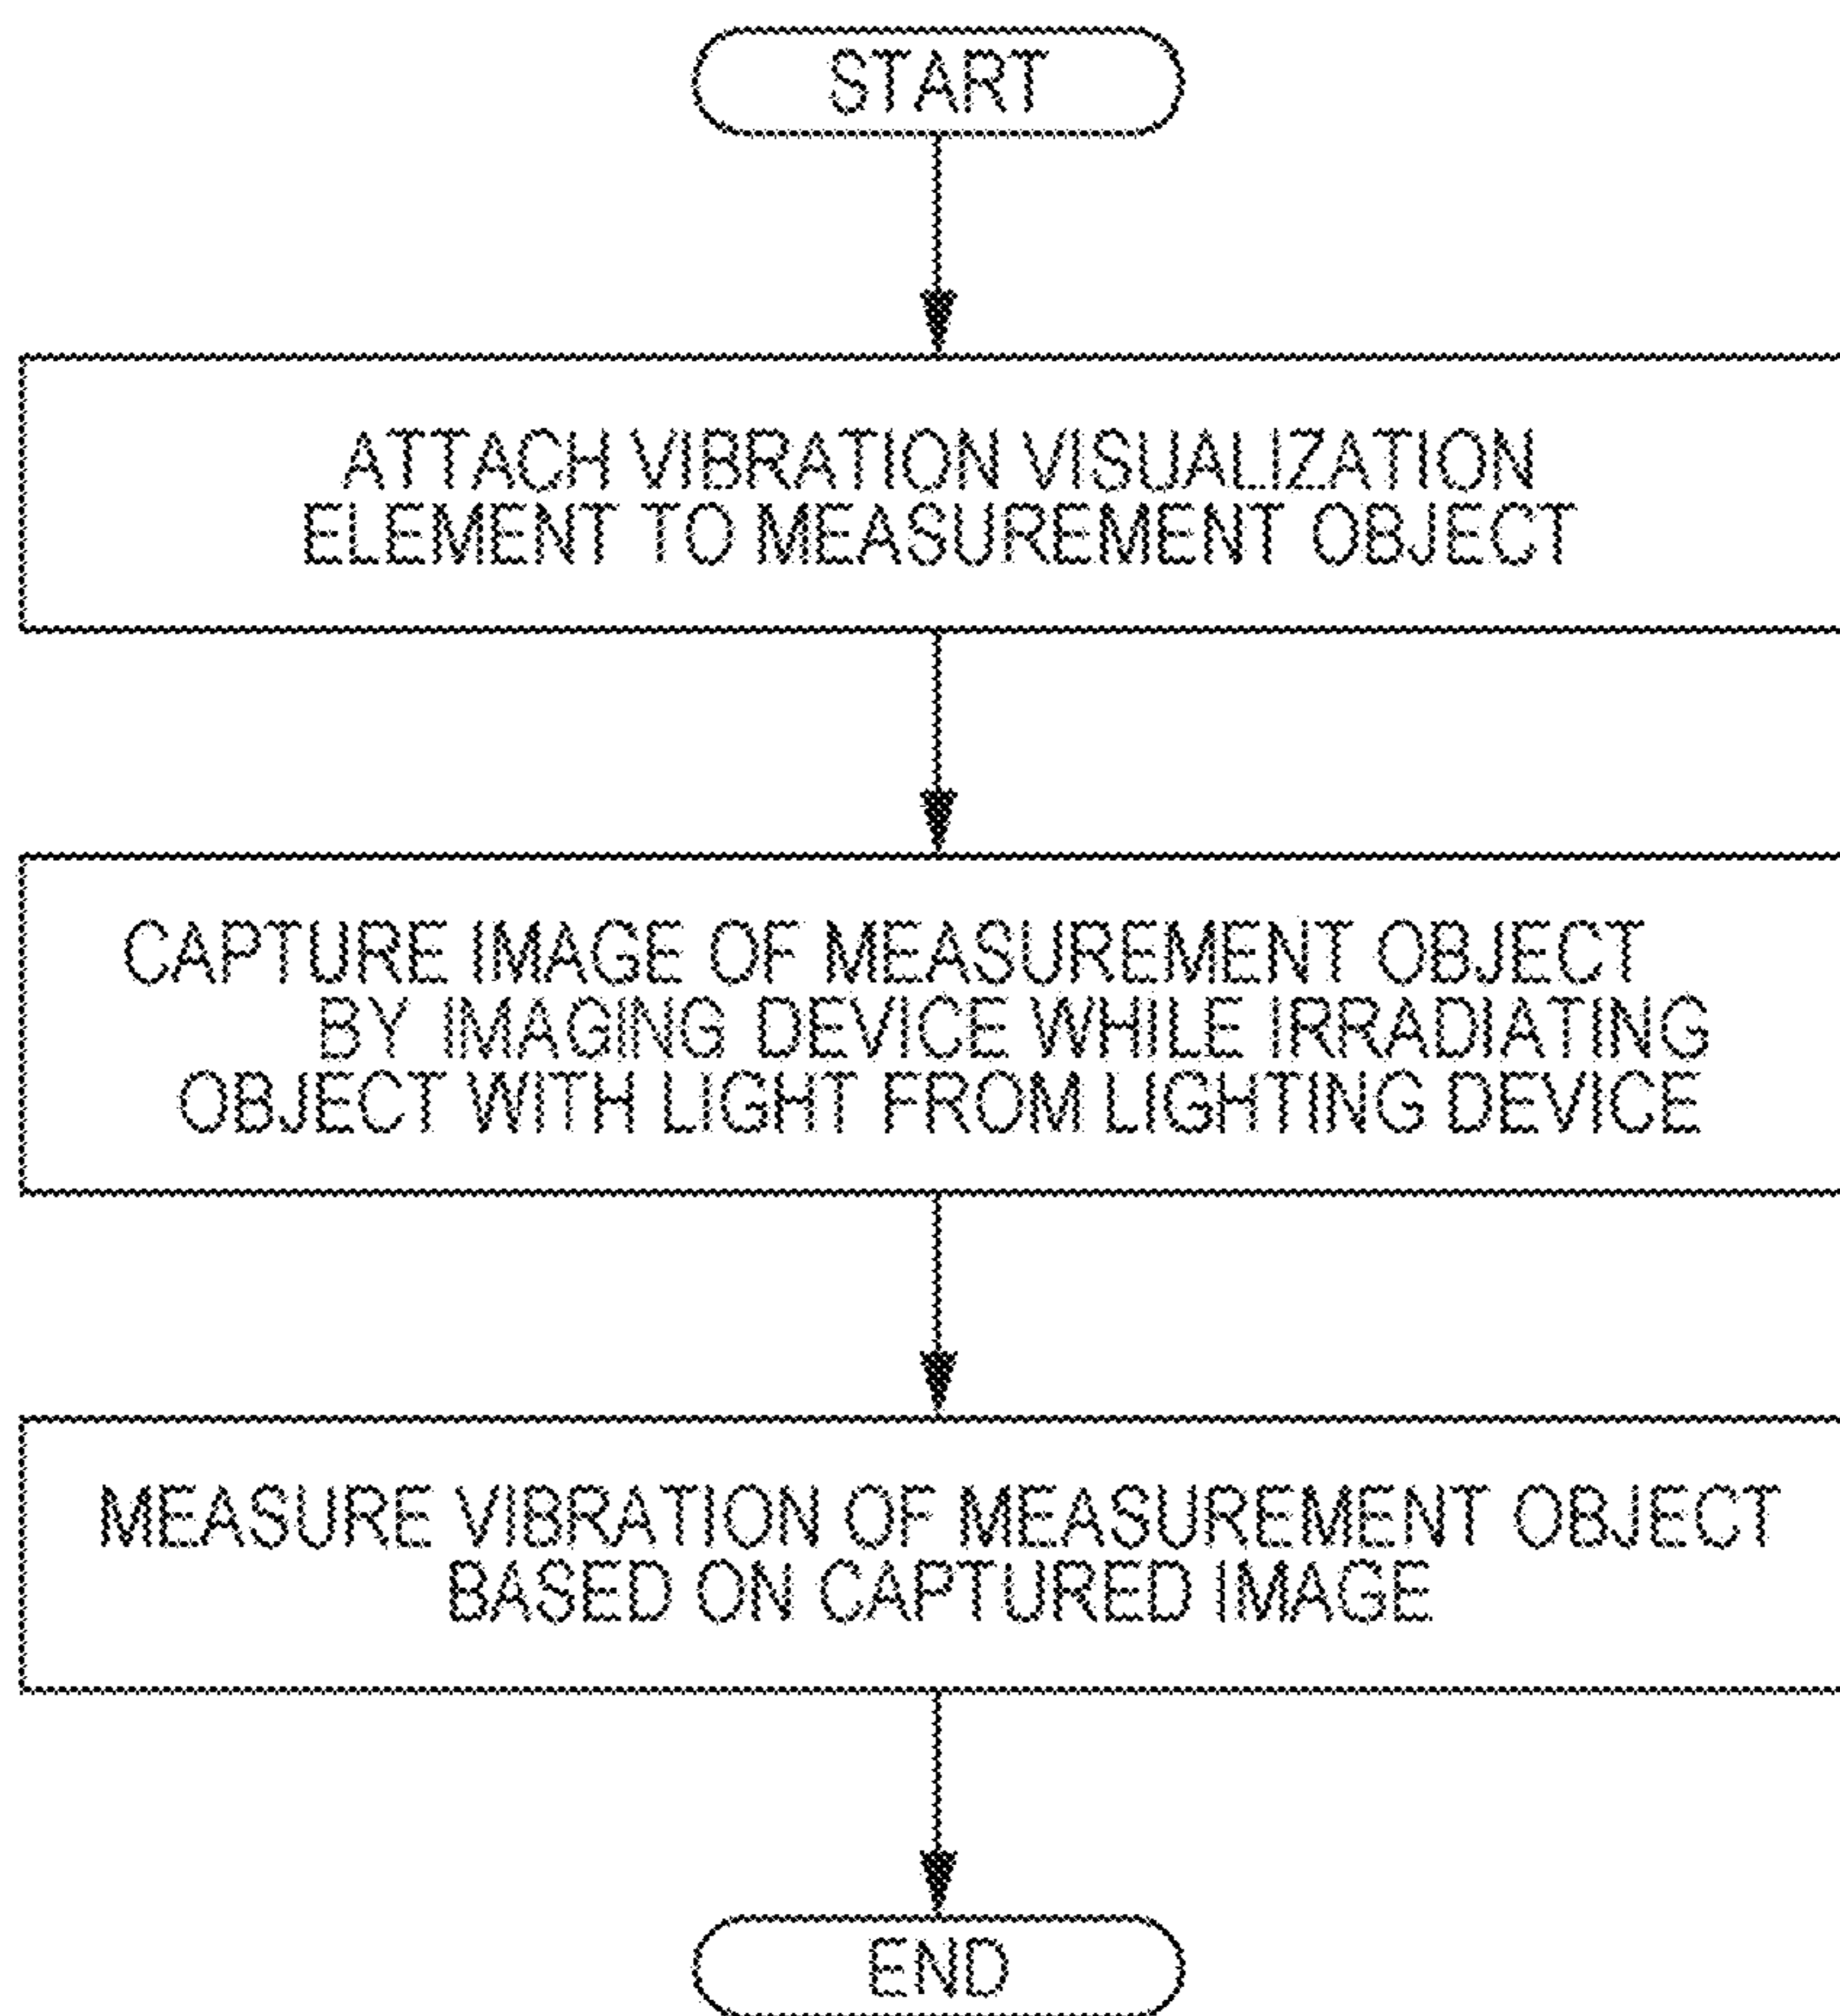 START
ATTACH VIBRATION VISUALIZATION
ELEMENT TO MEASUREMENT OBJECT
CAPTURE IMAGE OF MEASUREMENT OBJECT
BY IMAGING DEVICE WHILE IRRADIATING
OBJECT WITH LIGHT FROM LIGHTING DEVICE
MEASURE VIBRATION OF MEASUREMENT OBJECT
BASED ON CAPTURED IMAGE
END